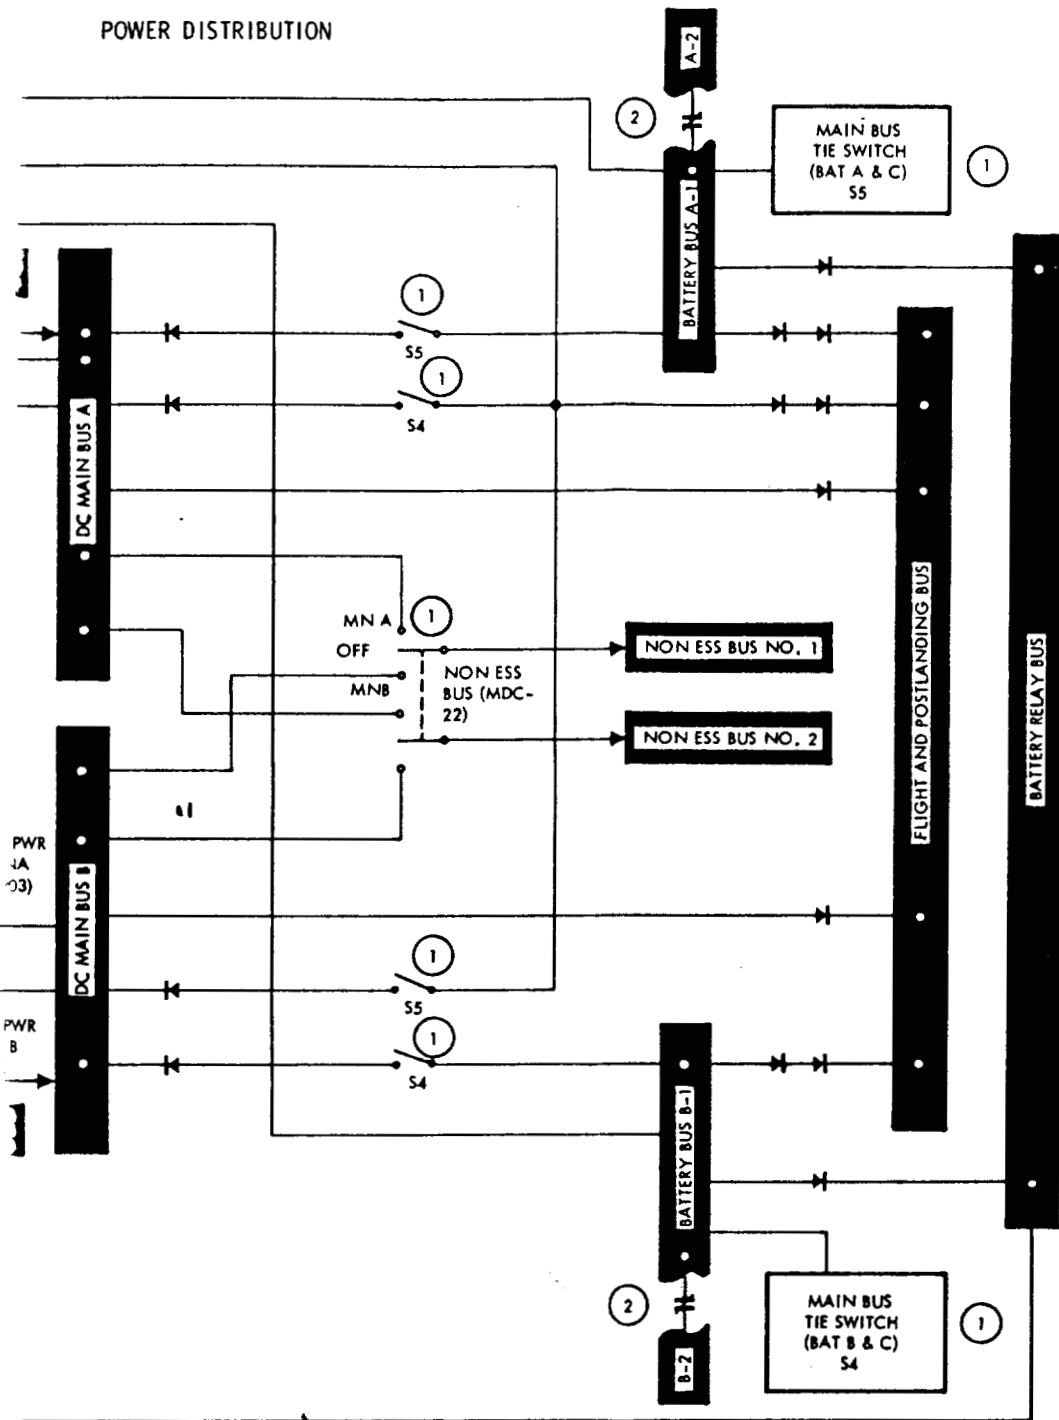 POWER DISTRIBUTION
A-2
2
MAIN BUS
TIE SWITCH
(BAT A & C)
S5
1
BATTERY BUS A-1
1
S5
1
S4
DC MAIN BUS A
MN A
1
OFF
MNB
NON ESS
BUS (MDC-
22)
NON ESS BUS NO. 1
NON ESS BUS NO. 2
FLIGHT AND POSTLANDING BUS
BATTERY RELAY BUS
PWR
DC MAIN BUS B
1
S5
1
S4
PWR
B
BATTERY BUS B-1
2
B-2
MAIN BUS
TIE SWITCH
(BAT B & C)
S4
1